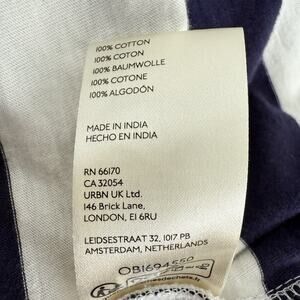 100% COTTON
100% COTON
100% BAUMWOLLE
100% COTONE
100% ALGODÓN
MADE IN INDIA
HECHO EN INDIA
RN 66170
CA 32054
URBN UK Ltd.
146 Brick Lane,
LONDON, E1 6RU
LEIDSESTRAAT 32, 1017 PB
AMSTERDAM, NETHERLANDS
OB1694550